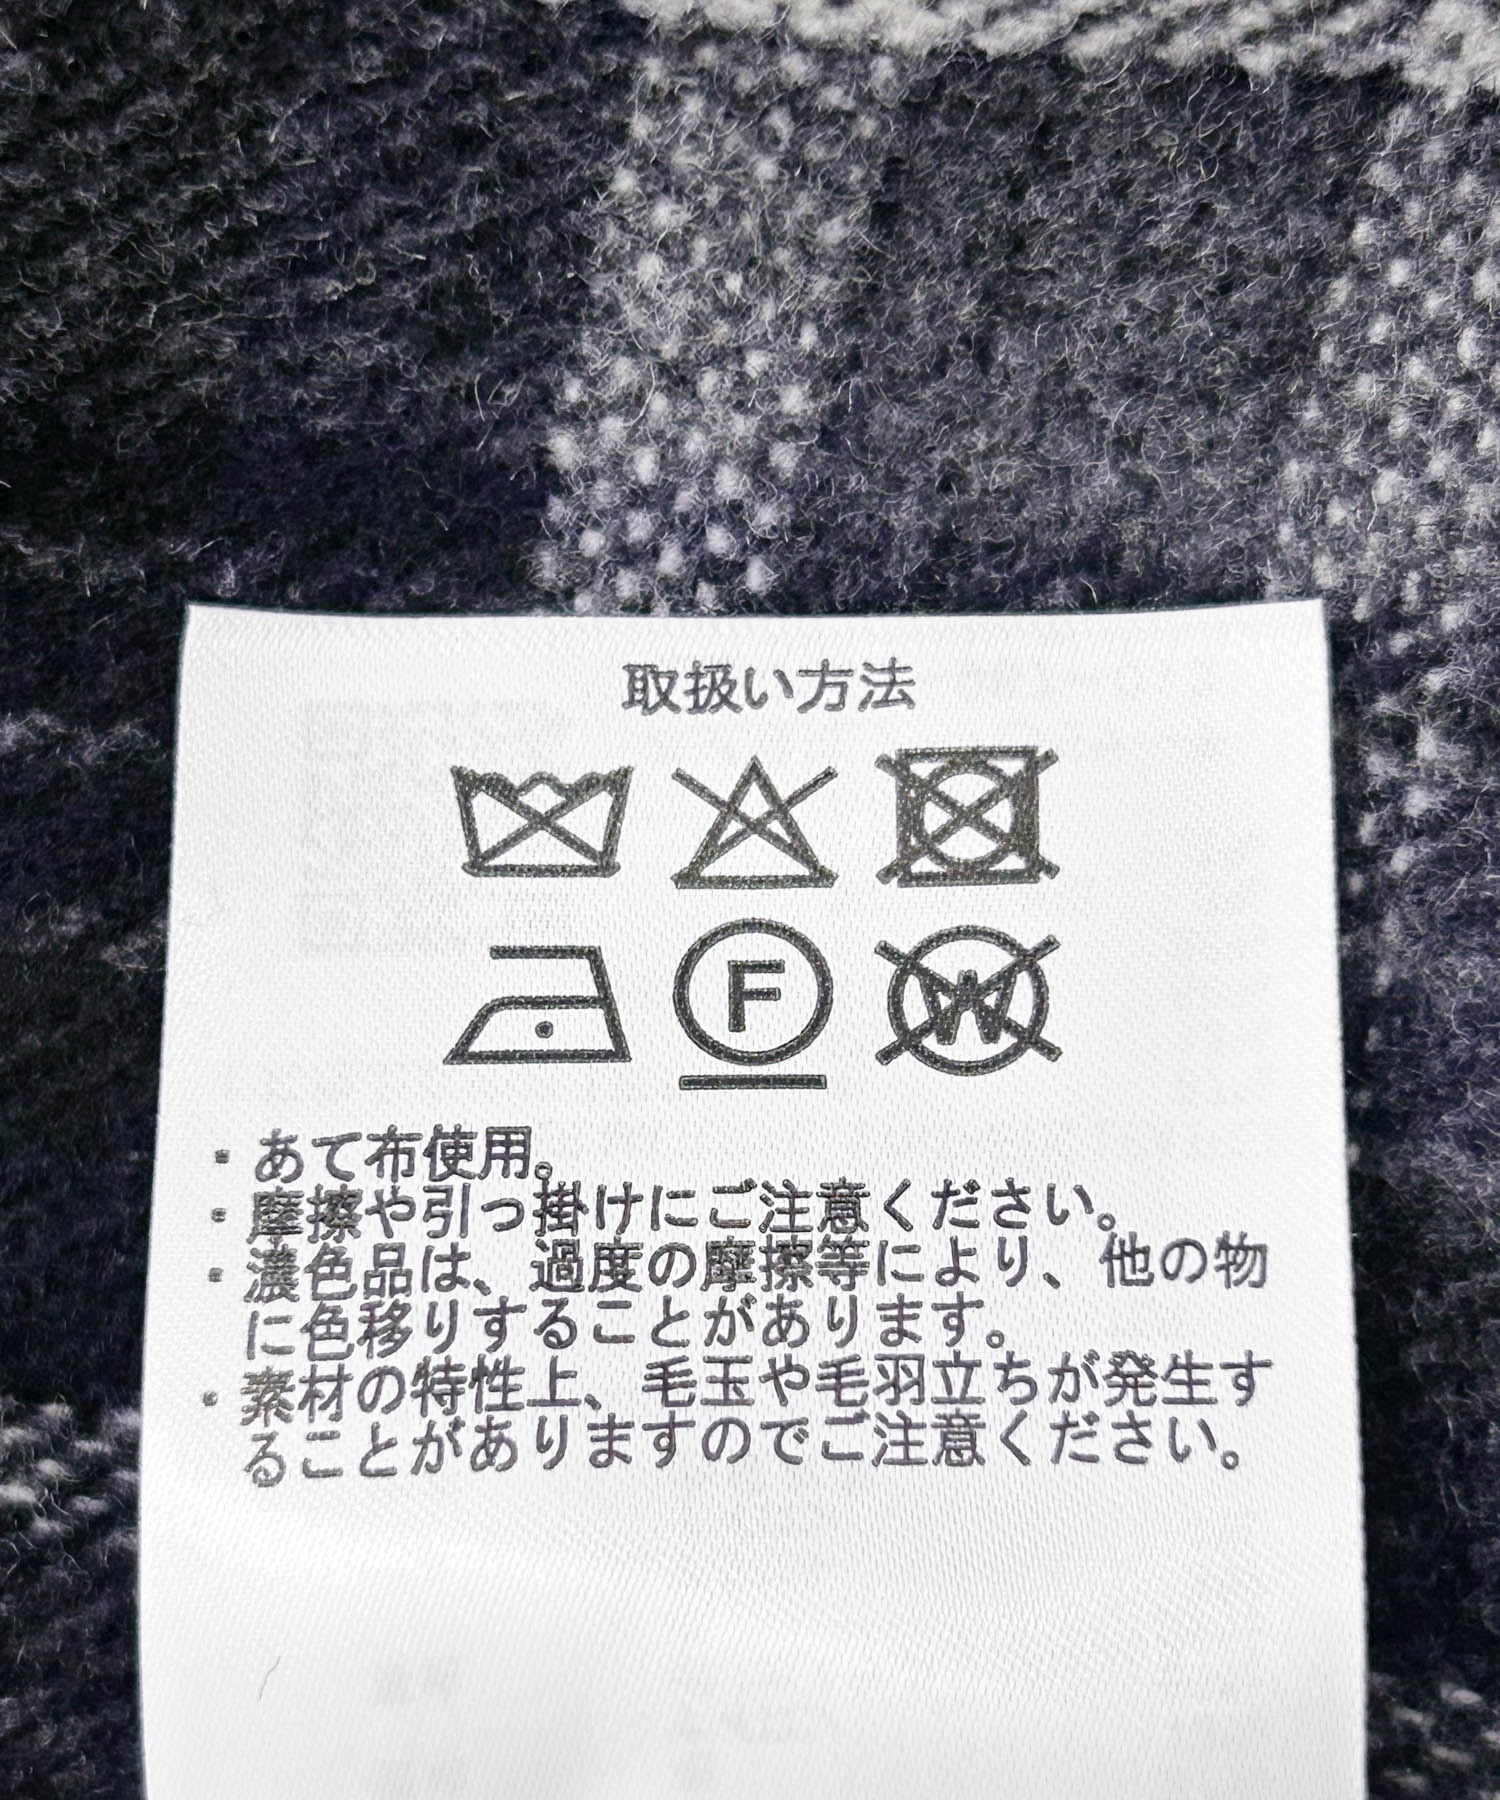 取扱い方法
F
W
・あて布使用。
・摩擦や引っ掛けにご注意ください。
・濃色品は、過度の摩擦等により、他の物
に色移りすることがあります。
・素材の特性上、毛玉や毛羽立ちが発生す
ることがありますのでご注意ください。